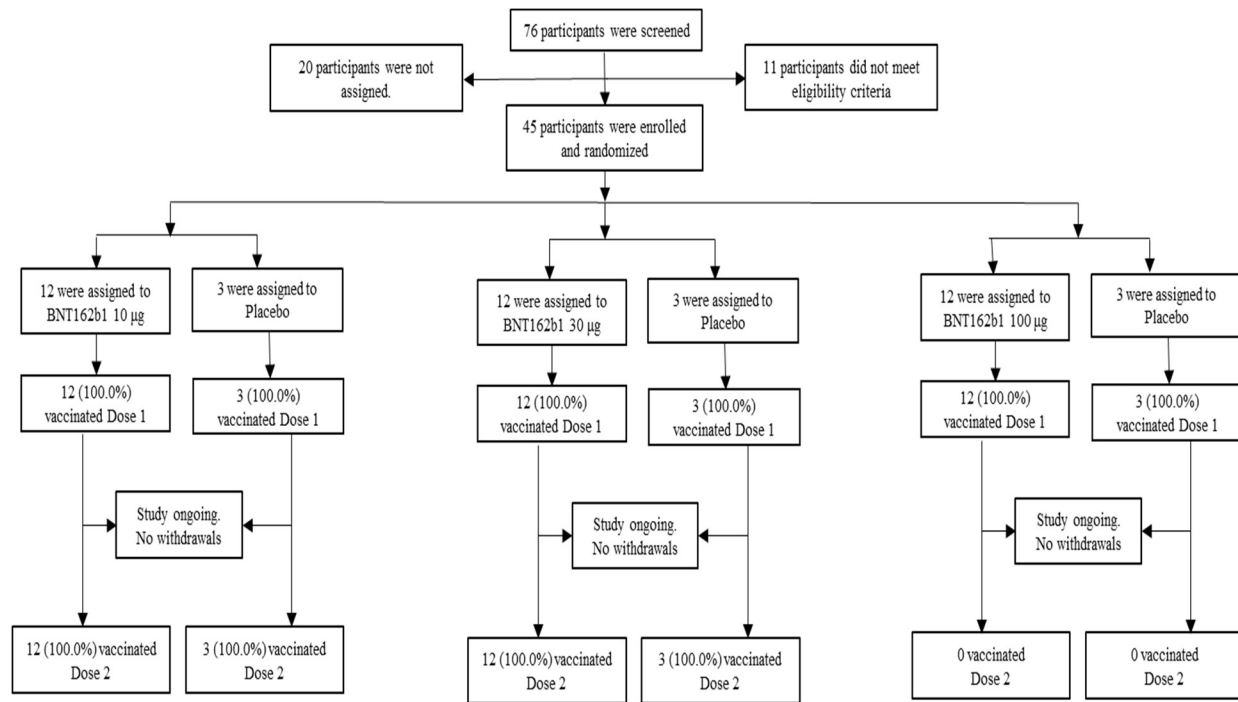 76 participants were screened
20 participants were not
assigned.
11 participants did not meet
eligibility criteria
45 participants were enrolled
and randomized
12 were assigned to
BNT162b1 10 μg
3 were assigned to
Placebo
12 were assigned to
BNT162b1 30 μg
3 were assigned to
Placebo
12 were assigned to
BNT162b1 100 μg
3 were assigned to
Placebo
12 (100.0%)
vaccinated Dose 1
3 (100.0%)
vaccinated Dose 1
12 (100.0%)
vaccinated Dose 1
3 (100.0%)
vaccinated Dose 1
12 (100.0%)
vaccinated Dose 1
3 (100.0%)
vaccinated Dose 1
Study ongoing.
No withdrawals
Study ongoing.
No withdrawals
Study ongoing.
No withdrawals
12 (100.0%) vaccinated
Dose 2
3 (100.0%) vaccinated
Dose 2
12 (100.0%) vaccinated
Dose 2
3 (100.0%) vaccinated
Dose 2
0 vaccinated
Dose 2
0 vaccinated
Dose 2